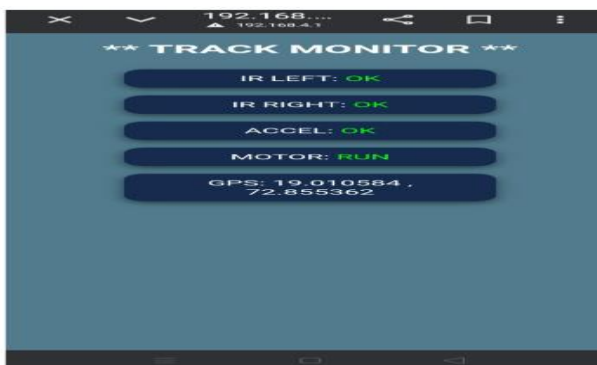 192.168....
192.168.4.1
** TRACK MONITOR **
IR LEFT: OK
IR RIGHT: OK
ACCEL: OK
MOTOR: RUN
GPS: 19.010584 ,
72.855362